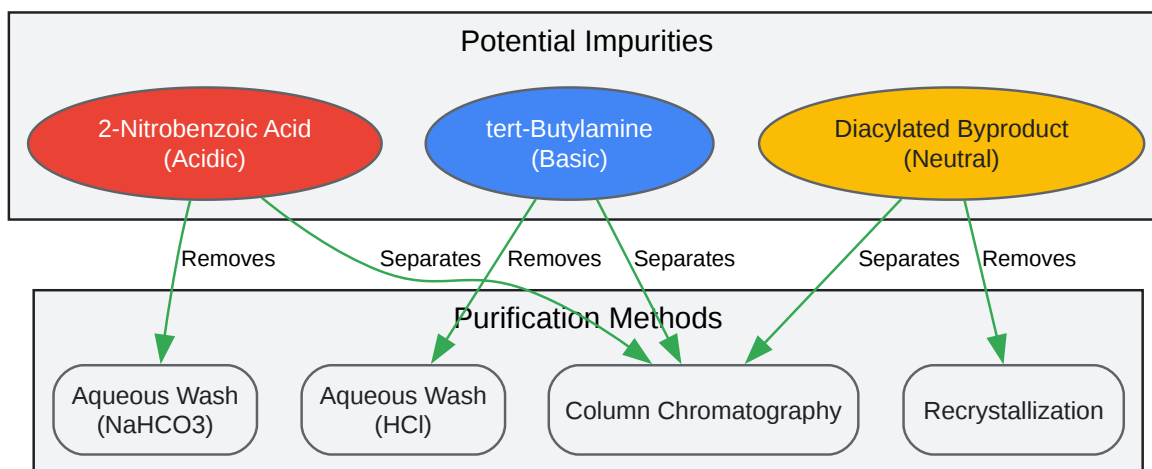 Potential Impurities
2-Nitrobenzoic Acid
(Acidic)
tert-Butylamine
(Basic)
Diacylated Byproduct
(Neutral)
Removes
Separates
Removes
Separates
Separates
Removes
Purification Methods
Aqueous Wash
(NaHCO3)
Aqueous Wash
(HCl)
Column Chromatography
Recrystallization